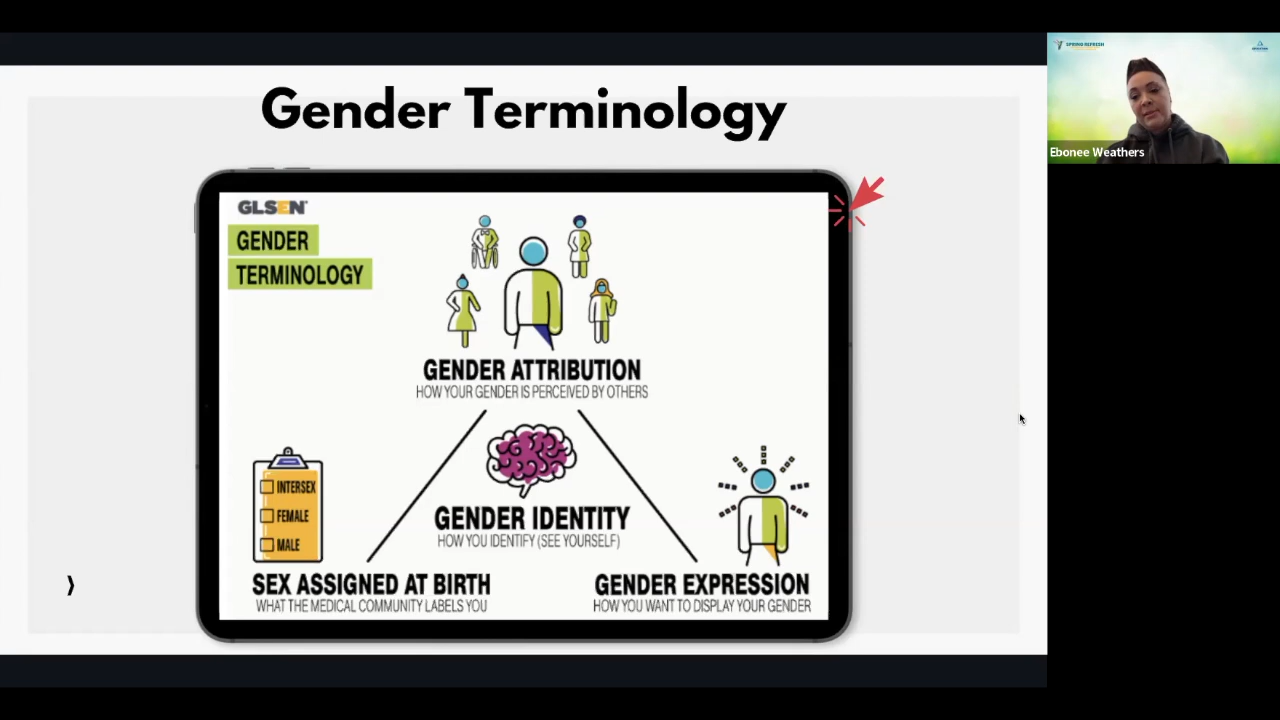 Gender Terminology
GLSEN
GENDER
TERMINOLOGY
GENDER ATTRIBUTION
HOW YOUR GENDER IS PERCEIVED BY OTHERS
INTERSEX
FEMALE
MALE
GENDER IDENTITY
HOW YOU IDENTIFY (SEE YOURSELF)
SEX ASSIGNED AT BIRTH
WHAT THE MEDICAL COMMUNITY LABELS YOU
GENDER EXPRESSION
HOW YOU WANT TO DISPLAY YOUR GENDER
SPRING REFRESH
Ebonee Weathers